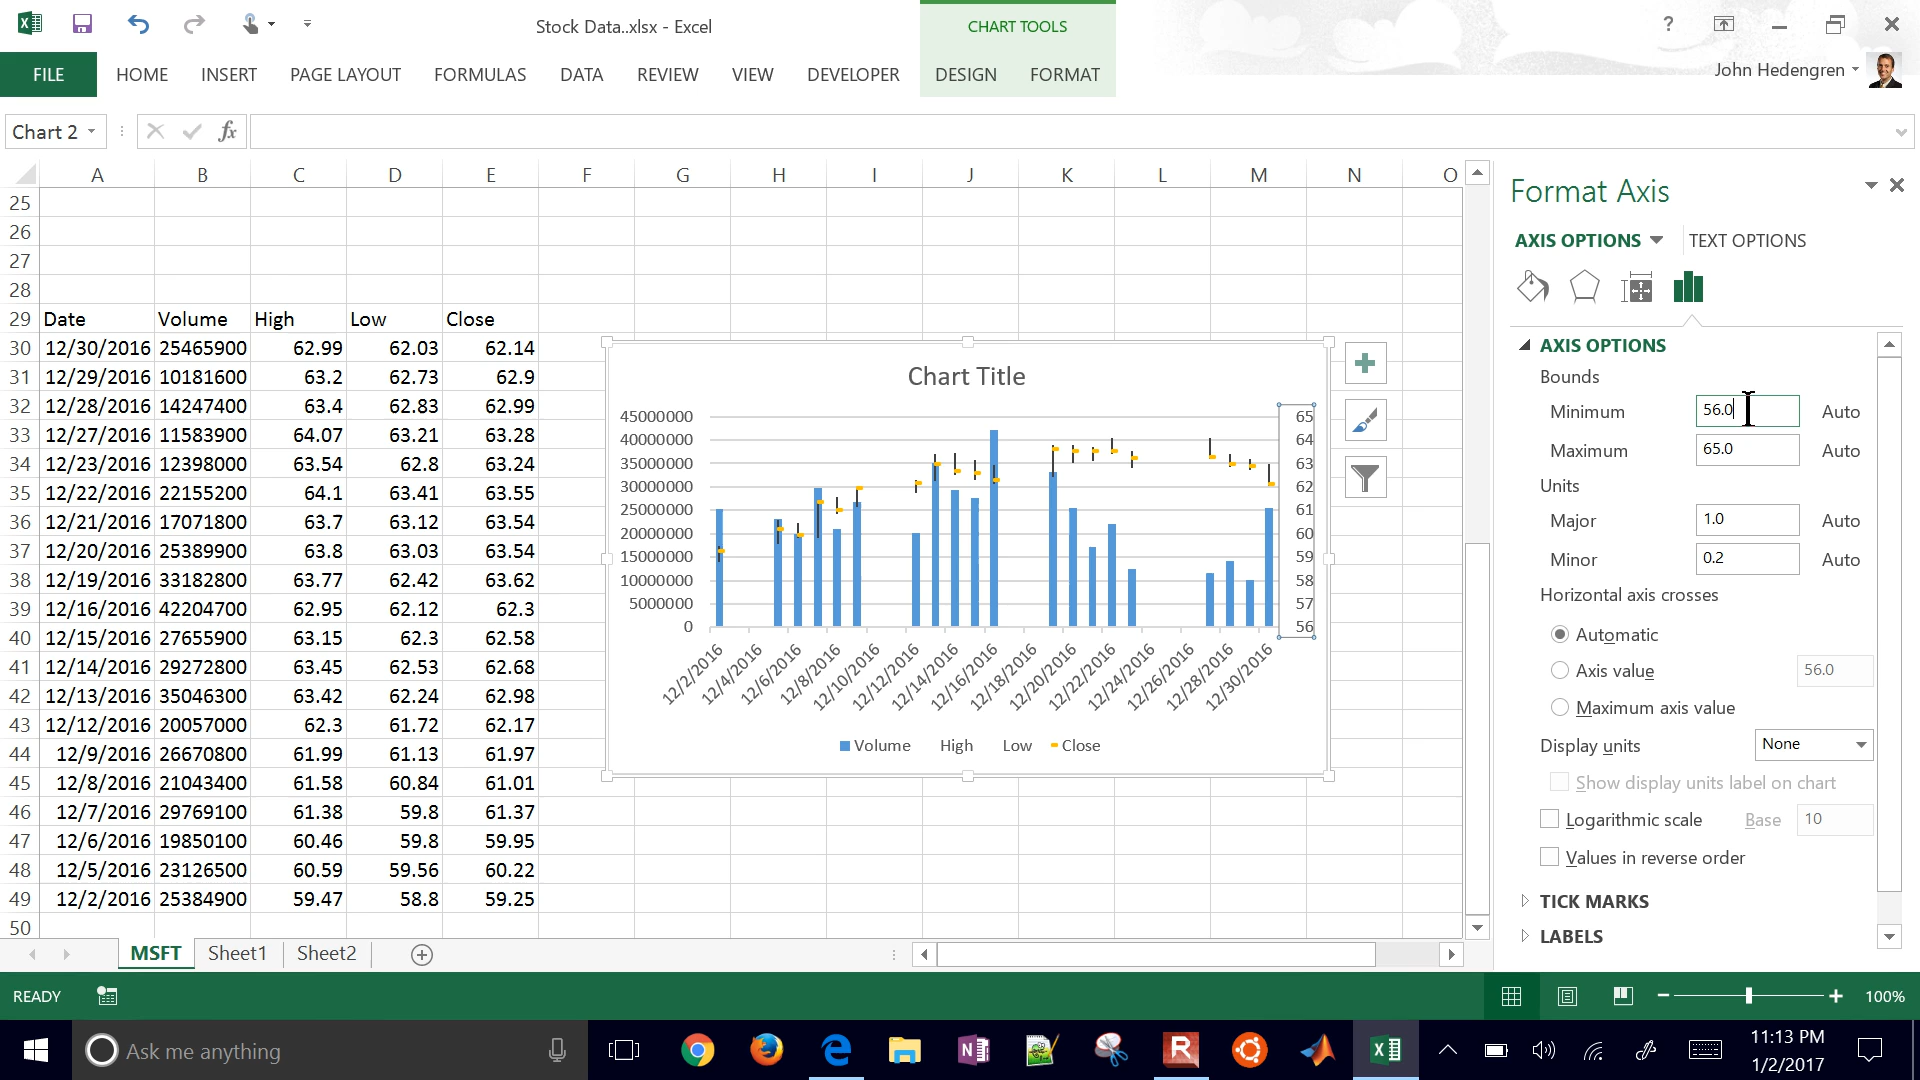 Stock Data..xlsx - Excel
CHART TOOLS
?
FILE HOME INSERT PAGE LAYOUT FORMULAS DATA REVIEW VIEW DEVELOPER DESIGN FORMAT
John Hedengren
Chart 2
fx
A B C D E F G H I J K L M N O
25
26
27
28
29 Date Volume High Low Close
30 12/30/2016 25465900 62.99 62.03 62.14
31 12/29/2016 10181600 63.2 62.73 62.9
32 12/28/2016 14247400 63.4 62.83 62.99
33 12/27/2016 11583900 64.07 63.21 63.28
34 12/23/2016 12398000 63.54 62.8 63.24
35 12/22/2016 22155200 64.1 63.41 63.55
36 12/21/2016 17071800 63.7 63.12 63.54
37 12/20/2016 25389900 63.8 63.03 63.54
38 12/19/2016 33182800 63.77 62.42 63.62
39 12/16/2016 42204700 62.95 62.12 62.3
40 12/15/2016 27655900 63.15 62.3 62.58
41 12/14/2016 29272800 63.45 62.53 62.68
42 12/13/2016 35046300 63.42 62.24 62.98
43 12/12/2016 20057000 62.3 61.72 62.17
44 12/9/2016 26670800 61.99 61.13 61.97
45 12/8/2016 21043400 61.58 60.84 61.01
46 12/7/2016 29769100 61.38 59.8 61.37
47 12/6/2016 19850100 60.46 59.8 59.95
48 12/5/2016 23126500 60.59 59.56 60.22
49 12/2/2016 25384900 59.47 58.8 59.25
50
Chart Title
45000000 65
40000000 64
35000000 63
30000000 62
25000000 61
20000000 60
15000000 59
10000000 58
5000000 57
0 56
12/2/2016 12/4/2016 12/6/2016 12/8/2016 12/10/2016 12/12/2016 12/14/2016 12/16/2016 12/18/2016 12/20/2016 12/22/2016 12/24/2016 12/26/2016 12/28/2016 12/30/2016
Volume High Low Close
Format Axis
AXIS OPTIONS TEXT OPTIONS
AXIS OPTIONS
Bounds
Minimum 56.0 Auto
Maximum 65.0 Auto
Units
Major 1.0 Auto
Minor 0.2 Auto
Horizontal axis crosses
Automatic
Axis value 56.0
Maximum axis value
Display units None
Show display units label on chart
Logarithmic scale Base 10
Values in reverse order
TICK MARKS
LABELS
MSFT Sheet1 Sheet2
READY
100%
Ask me anything
11:13 PM
1/2/2017